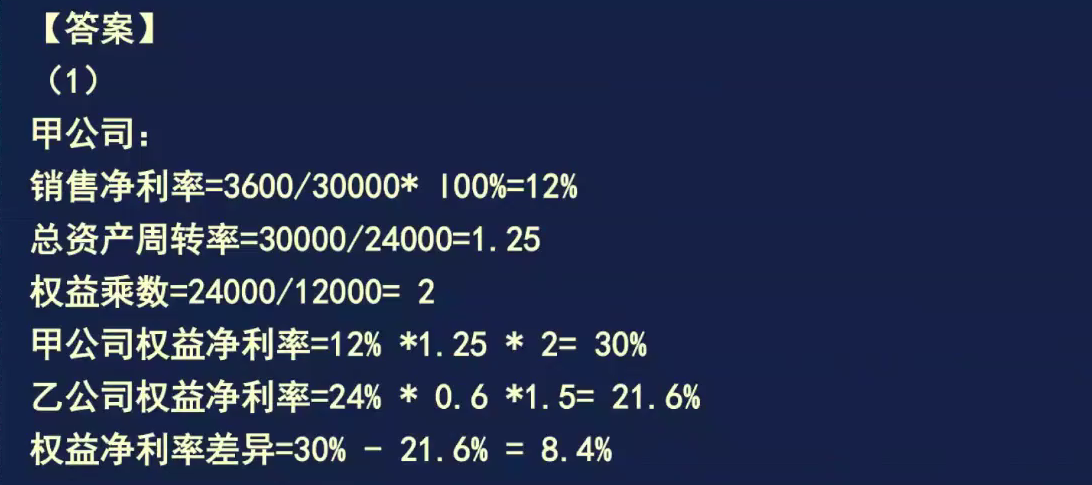 【答案】
（1）
甲公司：
销售净利率=3600/30000* 100%=12%
总资产周转率=30000/24000=1.25
权益乘数=24000/12000= 2
甲公司权益净利率=12% *1.25 * 2= 30%
乙公司权益净利率=24% * 0.6 *1.5= 21.6%
权益净利率差异=30% - 21.6% = 8.4%